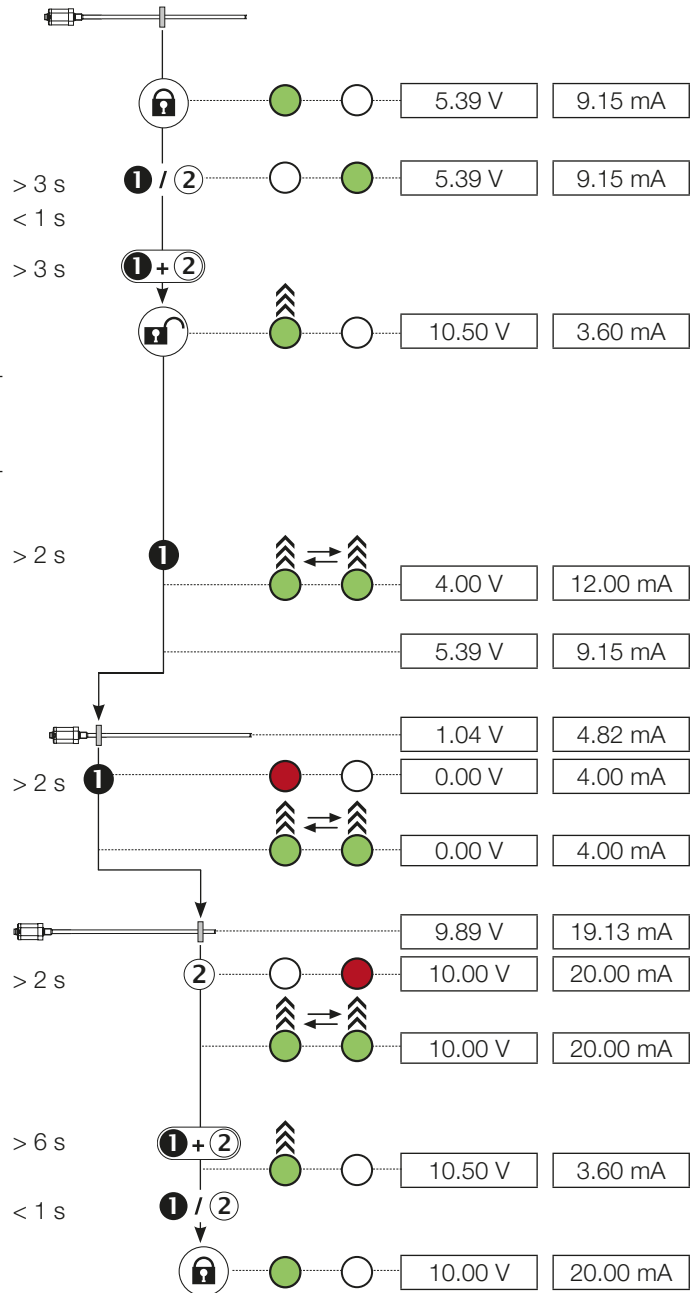 5.39 V 9.15 mA
> 3 s 1 / 2 5.39 V 9.15 mA
< 1 s
> 3 s 1 + 2
10.50 V 3.60 mA
> 2 s 1
4.00 V 12.00 mA
5.39 V 9.15 mA
1.04 V 4.82 mA
> 2 s 1 0.00 V 4.00 mA
0.00 V 4.00 mA
9.89 V 19.13 mA
> 2 s 2 10.00 V 20.00 mA
10.00 V 20.00 mA
> 6 s 1 + 2
10.50 V 3.60 mA
< 1 s 1 / 2
10.00 V 20.00 mA